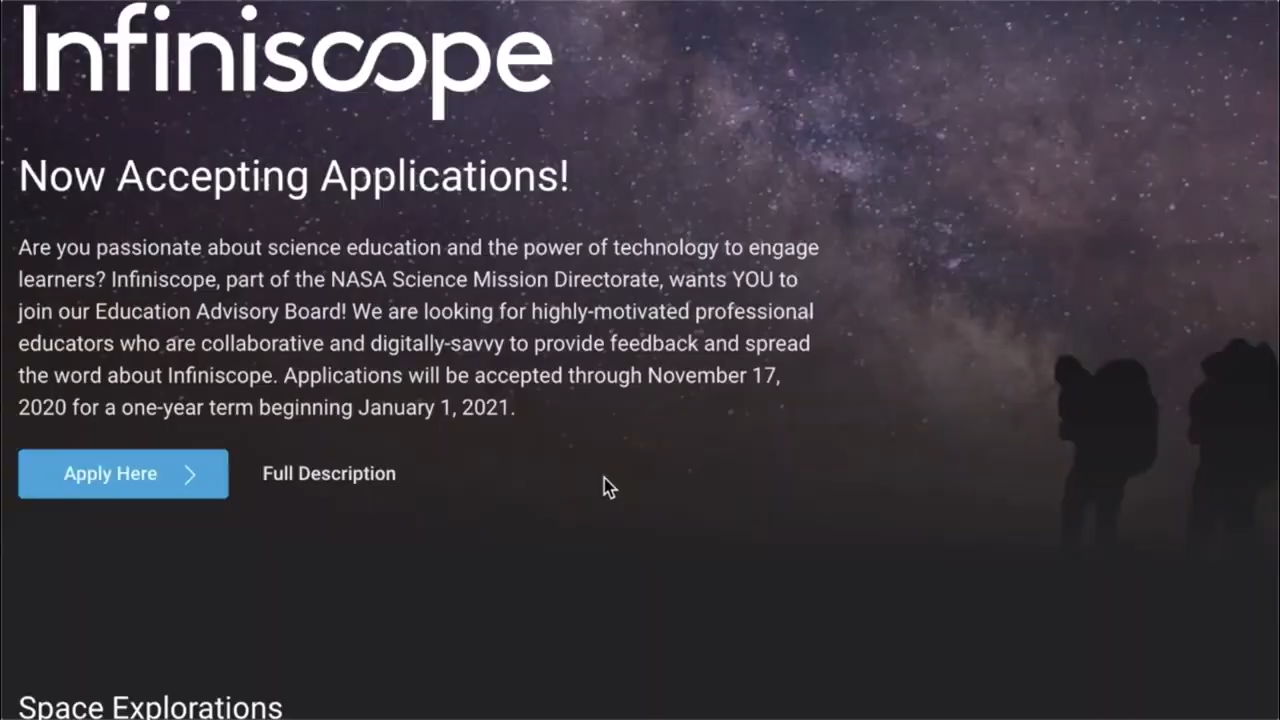 Infiniscope
Now Accepting Applications!
Are you passionate about science education and the power of technology to engage
learners? Infiniscope, part of the NASA Science Mission Directorate, wants YOU to
join our Education Advisory Board! We are looking for highly-motivated professional
educators who are collaborative and digitally-savvy to provide feedback and spread
the word about Infiniscope. Applications will be accepted through November 17,
2020 for a one-year term beginning January 1, 2021.
Apply Here
Full Description
Space Explorations